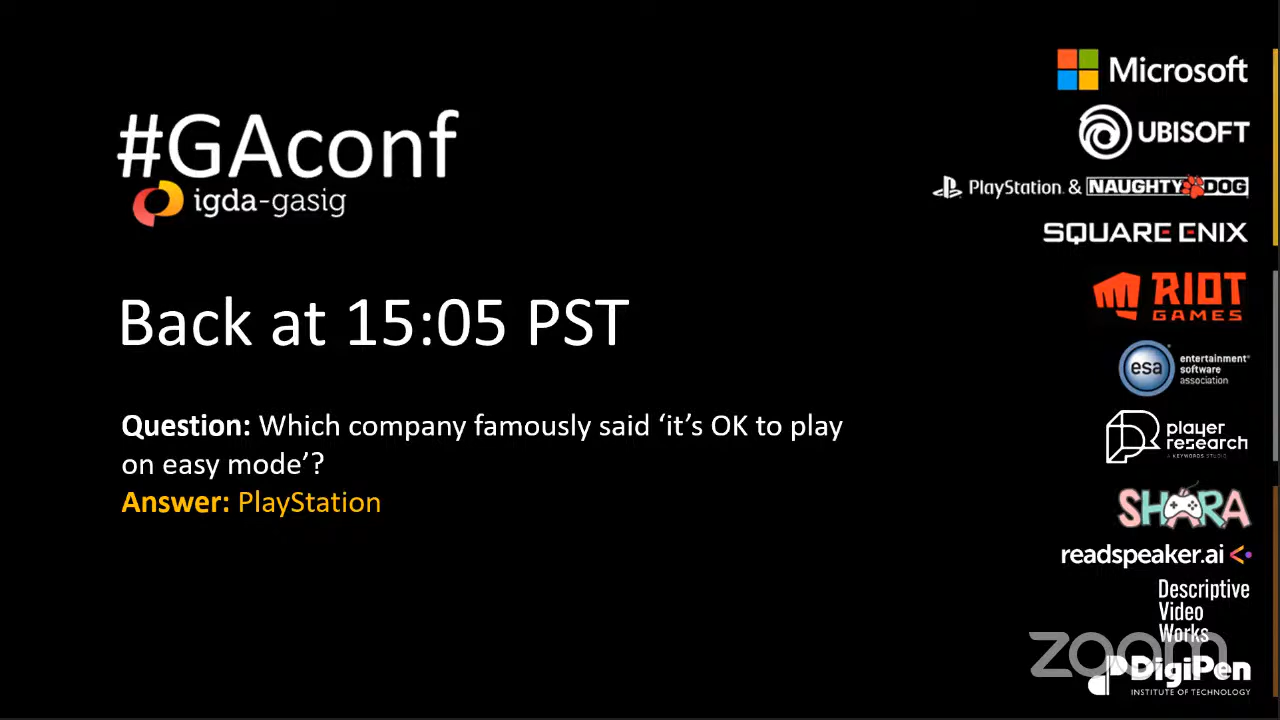 #GAconf
igda-gasig
Back at 15:05 PST
Question: Which company famously said ‘it’s OK to play
on easy mode’?
Answer: PlayStation
Microsoft
UBISOFT
PlayStation & NAUGHTY DOG
SQUARE ENIX
RIOT
GAMES
esa
entertainment®
software
association
player
research
A KEYWORDS STUDIO
SHARA
readspeaker.ai
Descriptive
Video
Works
zoom
DigiPen
INSTITUTE OF TECHNOLOGY